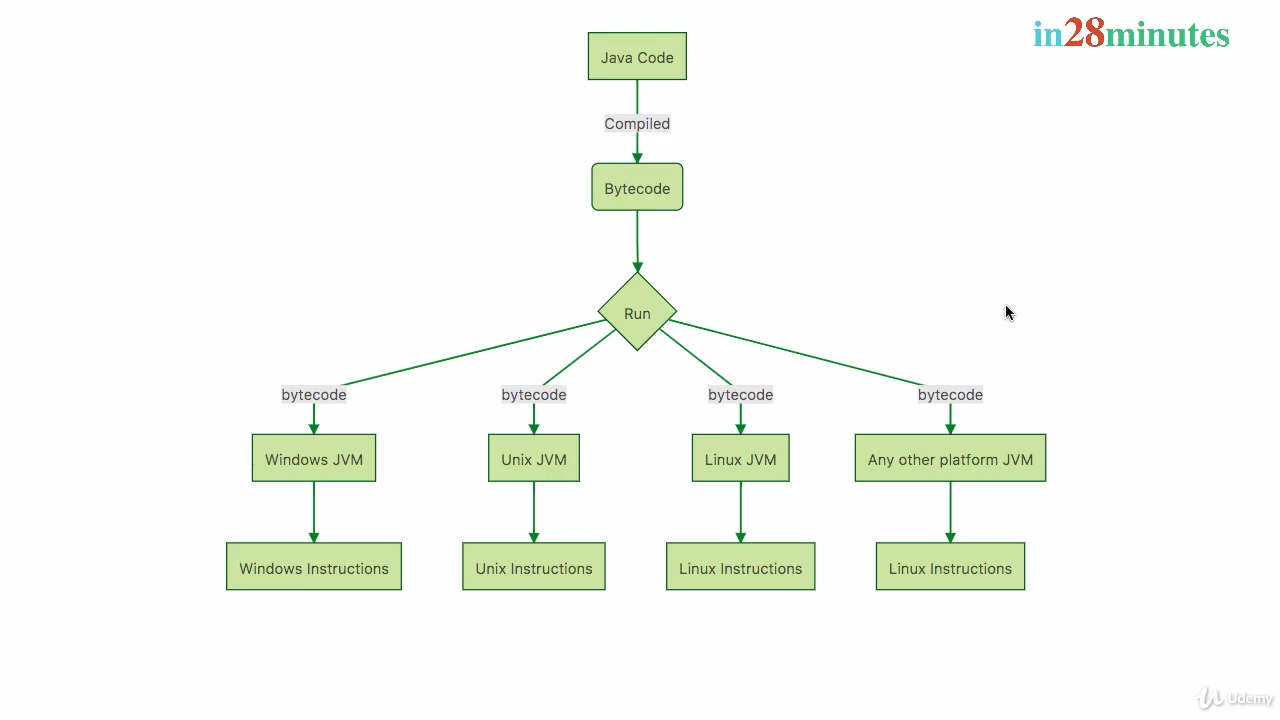 in28minutes
Java Code
Compiled
Bytecode
Run
bytecode bytecode bytecode bytecode
Windows JVM Unix JVM Linux JVM Any other platform JVM
Windows Instructions Unix Instructions Linux Instructions Linux Instructions
Udemy